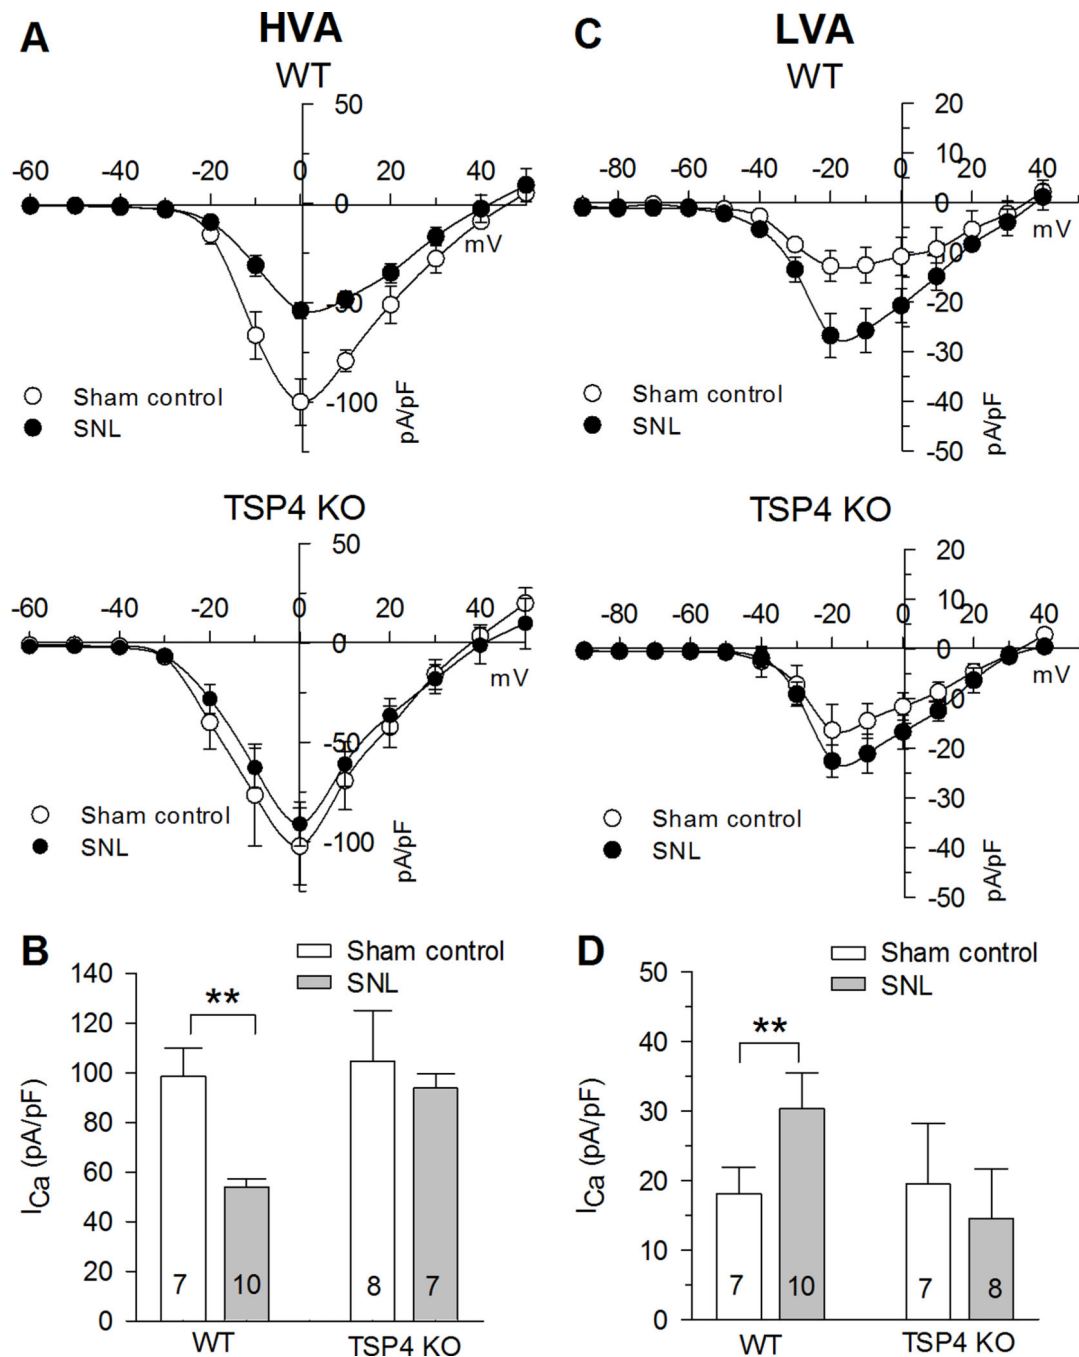 A
HVA
WT
50
-60 -40 -20 0 20 40
mV
-50
-100
pA/pF
Sham control
SNL
TSP4 KO
50
-60 -40 -20 0 20 40
mV
-50
-100
pA/pF
Sham control
SNL
B
Sham control
SNL
140
120
100
80
60
40
20
0
ICa (pA/pF)
**
7 10 8 7
WT TSP4 KO
C
LVA
WT
20
10
-80 -60 -40 -20 0 20 40
mV
-10
-20
-30
-40
-50
pA/pF
Sham control
SNL
TSP4 KO
20
10
-80 -60 -40 -20 0 20 40
mV
-10
-20
-30
-40
-50
pA/pF
Sham control
SNL
D
Sham control
SNL
50
40
30
20
10
0
ICa (pA/pF)
**
7 10 7 8
WT TSP4 KO